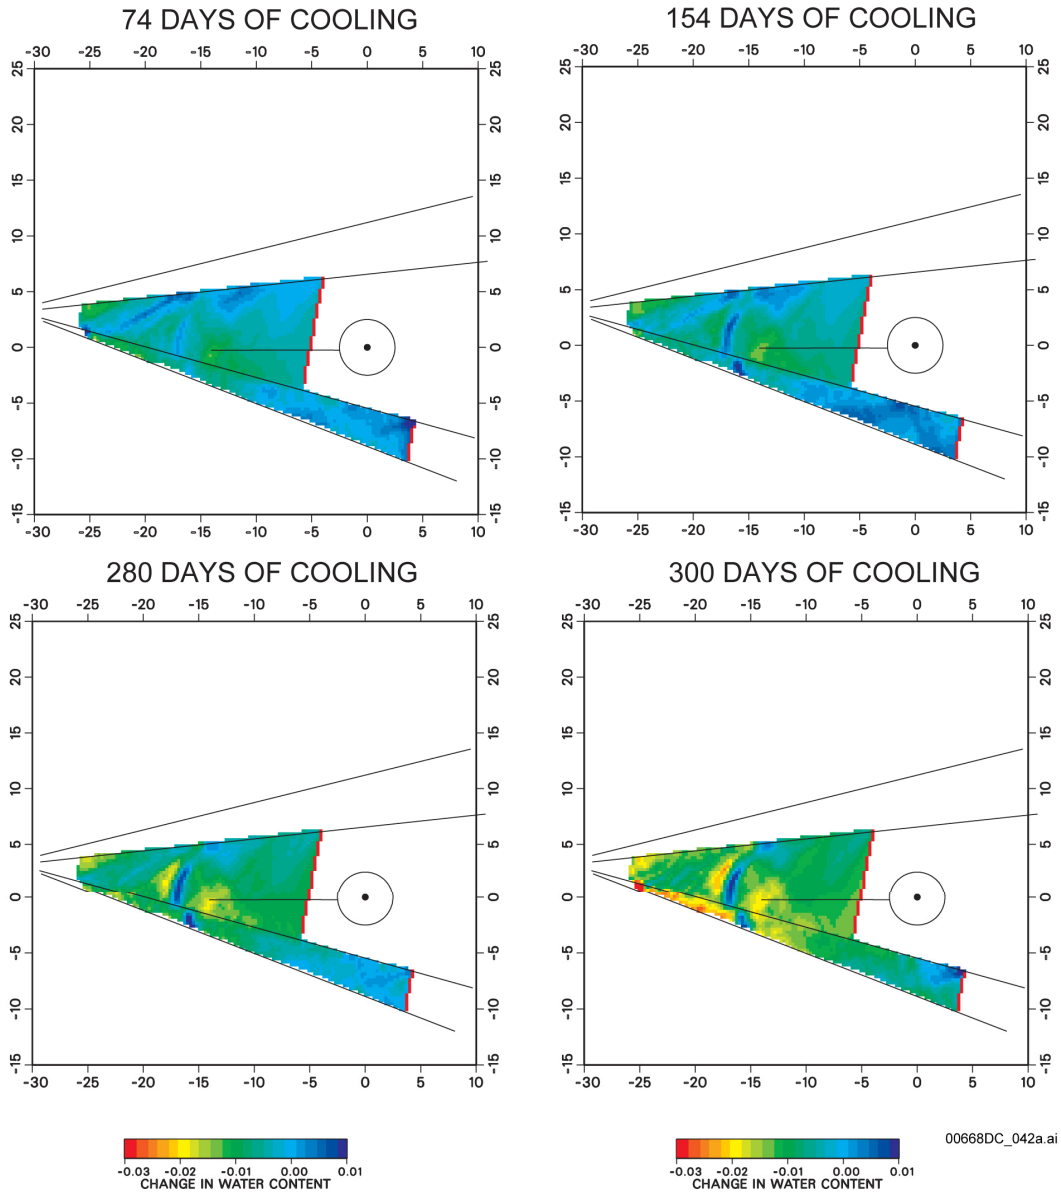 74 DAYS OF COOLING
154 DAYS OF COOLING
-30 -25 -20 -15 -10 -5 0 5 10
-30 -25 -20 -15 -10 -5 0 5 10
25 25 25 25
20 20 20 20
15 15 15 15
10 10 10 10
5 5 5 5
0 0 0 0
-5 -5 -5 -5
-10 -10 -10 -10
-15 -15 -15 -15
-30 -25 -20 -15 -10 -5 0 5 10
-30 -25 -20 -15 -10 -5 0 5 10
280 DAYS OF COOLING
300 DAYS OF COOLING
-30 -25 -20 -15 -10 -5 0 5 10
-30 -25 -20 -15 -10 -5 0 5 10
25 25 25 25
20 20 20 20
15 15 15 15
10 10 10 10
5 5 5 5
0 0 0 0
-5 -5 -5 -5
-10 -10 -10 -10
-15 -15 -15 -15
-30 -25 -20 -15 -10 -5 0 5 10
-30 -25 -20 -15 -10 -5 0 5 10
00668DC_042a.ai
-0.03 -0.02 -0.01 0.00 0.01
-0.03 -0.02 -0.01 0.00 0.01
CHANGE IN WATER CONTENT
CHANGE IN WATER CONTENT